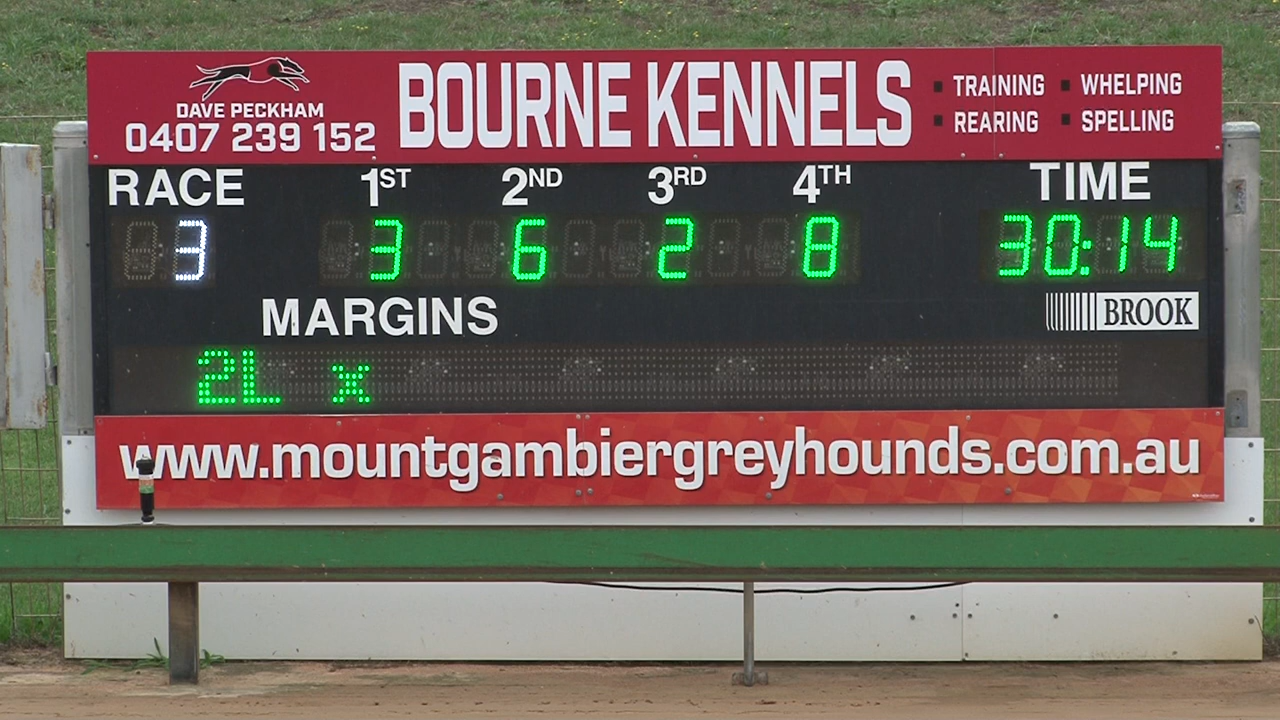 DAVE PECKHAM
0407 239 152
BOURNE KENNELS
TRAINING
WHELPING
REARING
SPELLING
RACE 1ST 2ND 3RD 4TH TIME
3 3 6 2 8 30:14
MARGINS
BROOK
2L x
www.mountgambiergreyhounds.com.au